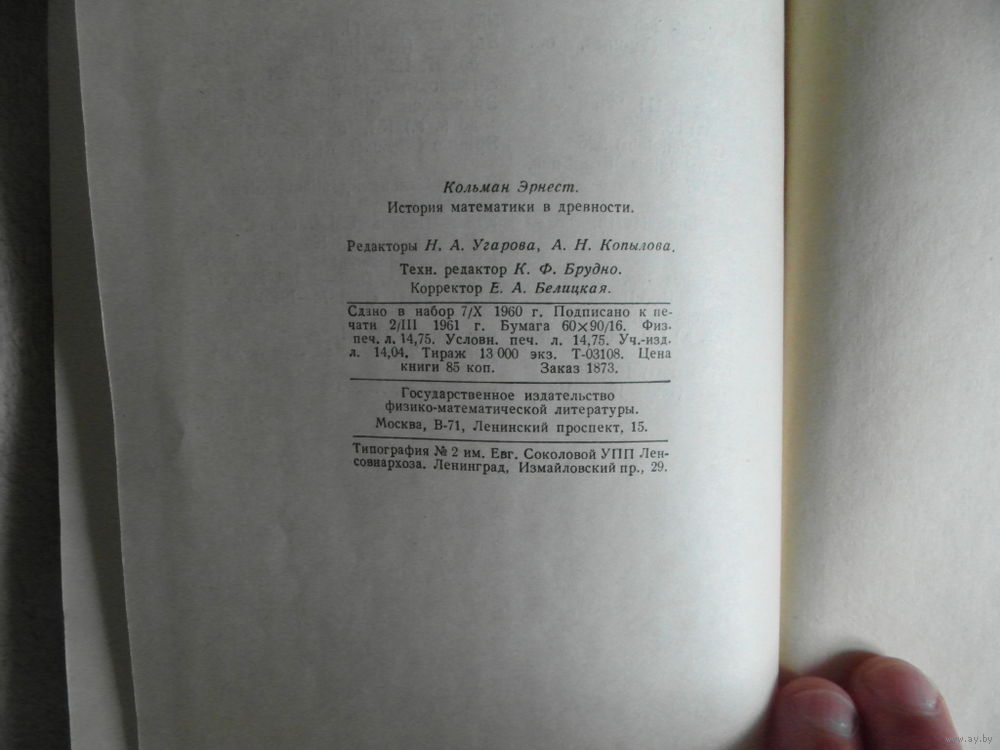 Кольман Эрнест.
История математики в древности.
Редакторы Н. А. Угарова, А. Н. Копылова.
Техн. редактор К. Ф. Брудно.
Корректор Е. А. Белицкая.
Сдано в набор 7/X 1960 г. Подписано к пе-
чати 2/III 1961 г. Бумага 60×90/16. Физ.
печ. л. 14,75. Условн. печ. л. 14,75. Уч.-изд.
л. 14,04. Тираж 13 000 экз. Т-03108. Цена
книги 85 коп. Заказ 1873.
Государственное издательство
физико-математической литературы.
Москва, В-71, Ленинский проспект, 15.
Типография № 2 им. Евг. Соколовой УПП Лен-
совнархоза. Ленинград, Измайловский пр., 29.
www.ay.by